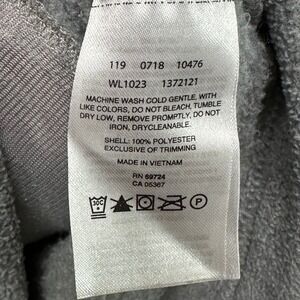 119 0718 10476
WL1023 1372121
MACHINE WASH COLD GENTLE, WITH
LIKE COLORS, DO NOT BLEACH, TUMBLE
DRY LOW, REMOVE PROMPTLY, DO NOT
IRON, DRYCLEANABLE.
SHELL: 100% POLYESTER
EXCLUSIVE OF TRIMMING
MADE IN VIETNAM
RN 69724
CA 05367
P